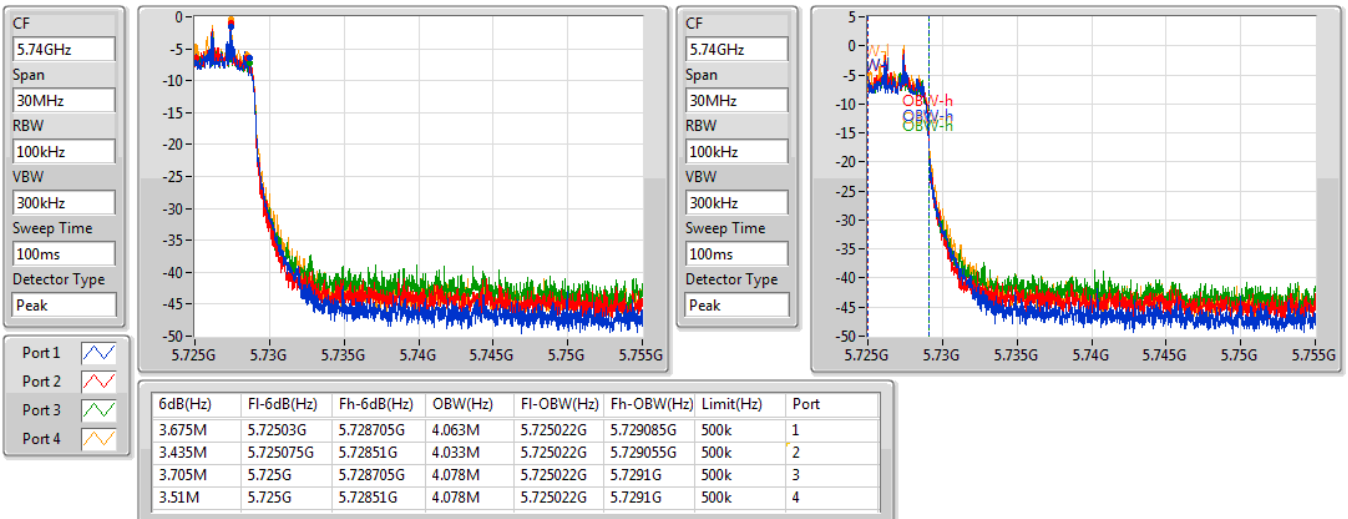 CF
5.74GHz
Span
30MHz
RBW
100kHz
VBW
300kHz
Sweep Time
100ms
Detector Type
Peak
0
-5
-10
-15
-20
-25
-30
-35
-40
-45
-50
5.725G 5.73G 5.735G 5.74G 5.745G 5.75G 5.755G
CF
5.74GHz
Span
30MHz
RBW
100kHz
VBW
300kHz
Sweep Time
100ms
Detector Type
Peak
5
0
-5
-10
-15
-20
-25
-30
-35
-40
-45
-50
OBW-h
OBW-h
OBW-h
5.725G 5.73G 5.735G 5.74G 5.745G 5.75G 5.755G
Port 1
Port 2
Port 3
Port 4
6dB(Hz) Fl-6dB(Hz) Fh-6dB(Hz) OBW(Hz) Fl-OBW(Hz) Fh-OBW(Hz) Limit(Hz) Port
3.675M 5.72503G 5.728705G 4.063M 5.725022G 5.729085G 500k 1
3.435M 5.725075G 5.72851G 4.033M 5.725022G 5.729055G 500k 2
3.705M 5.725G 5.728705G 4.078M 5.725022G 5.7291G 500k 3
3.51M 5.725G 5.72851G 4.078M 5.725022G 5.7291G 500k 4